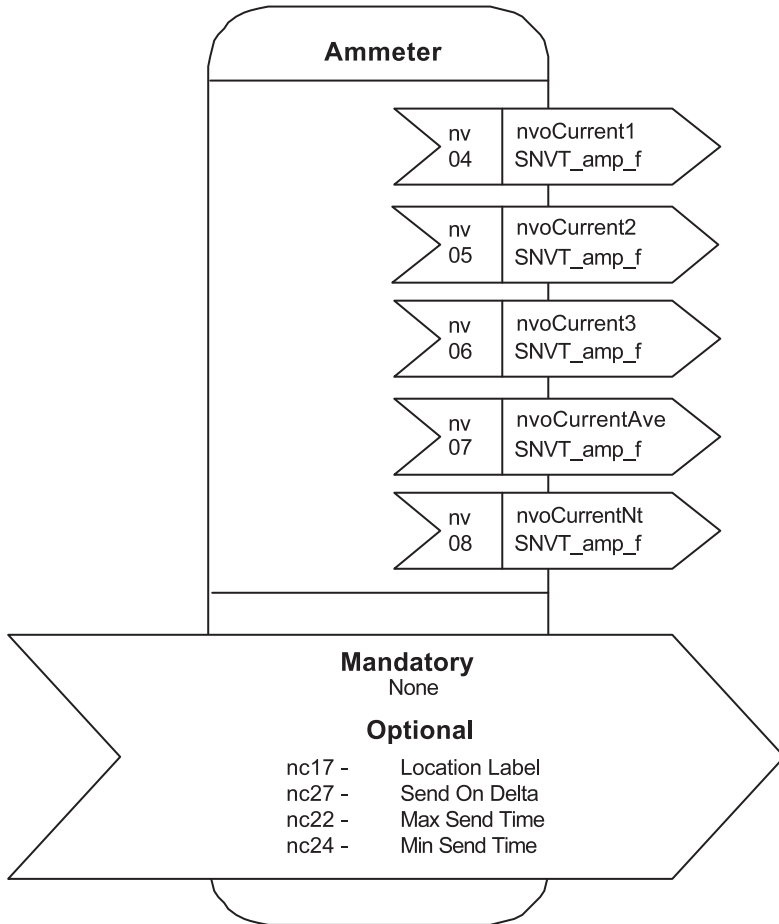 Ammeter
nv nvoCurrent1
04 SNVT_amp_f
nv nvoCurrent2
05 SNVT_amp_f
nv nvoCurrent3
06 SNVT_amp_f
nv nvoCurrentAve
07 SNVT_amp_f
nv nvoCurrentNt
08 SNVT_amp_f
Mandatory
None
Optional
nc17 - Location Label
nc27 - Send On Delta
nc22 - Max Send Time
nc24 - Min Send Time